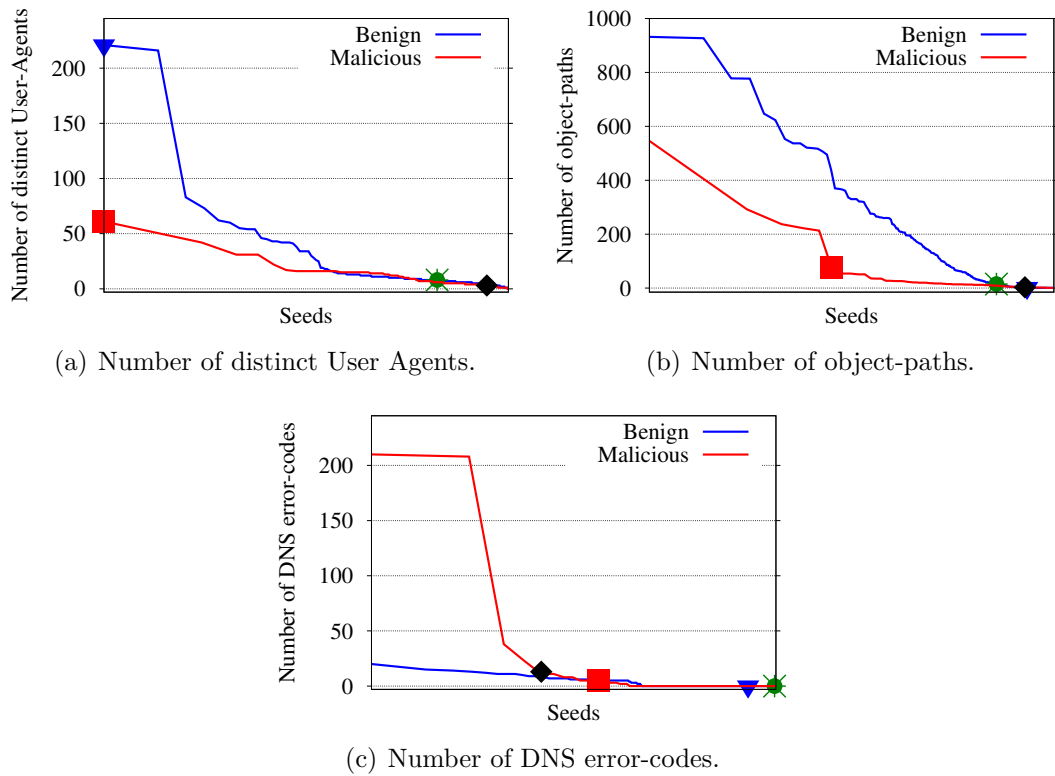 Benign
Malicious
Number of distinct User-Agents
200
150
100
50
0
Seeds
(a) Number of distinct User Agents.
Benign
Malicious
Number of object-paths
1000
800
600
400
200
0
Seeds
(b) Number of object-paths.
Benign
Malicious
Number of DNS error-codes
200
150
100
50
0
Seeds
(c) Number of DNS error-codes.